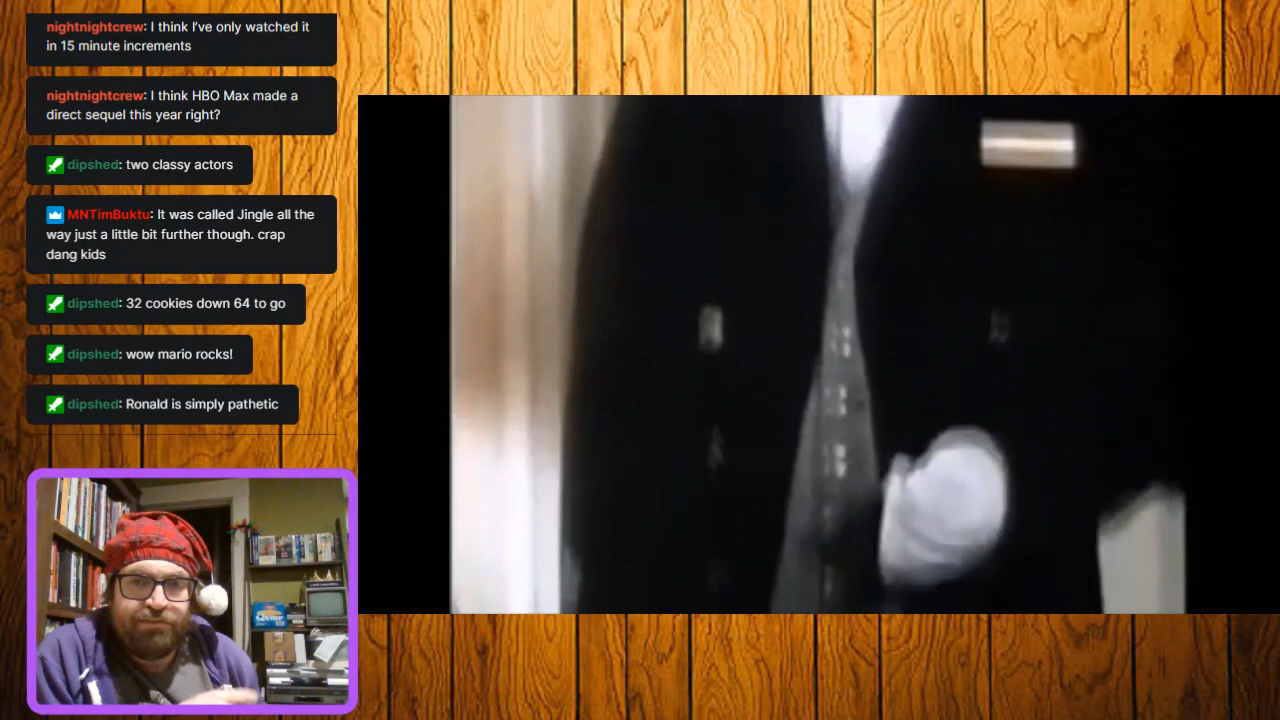 nightnightcrew: I think I've only watched it
in 15 minute increments
nightnightcrew: I think HBO Max made a
direct sequel this year right?
dipshed: two classy actors
MNTimBuktu: It was called Jingle all the
way just a little bit further though. crap
dang kids
dipshed: 32 cookies down 64 to go
dipshed: wow mario rocks!
dipshed: Ronald is simply pathetic